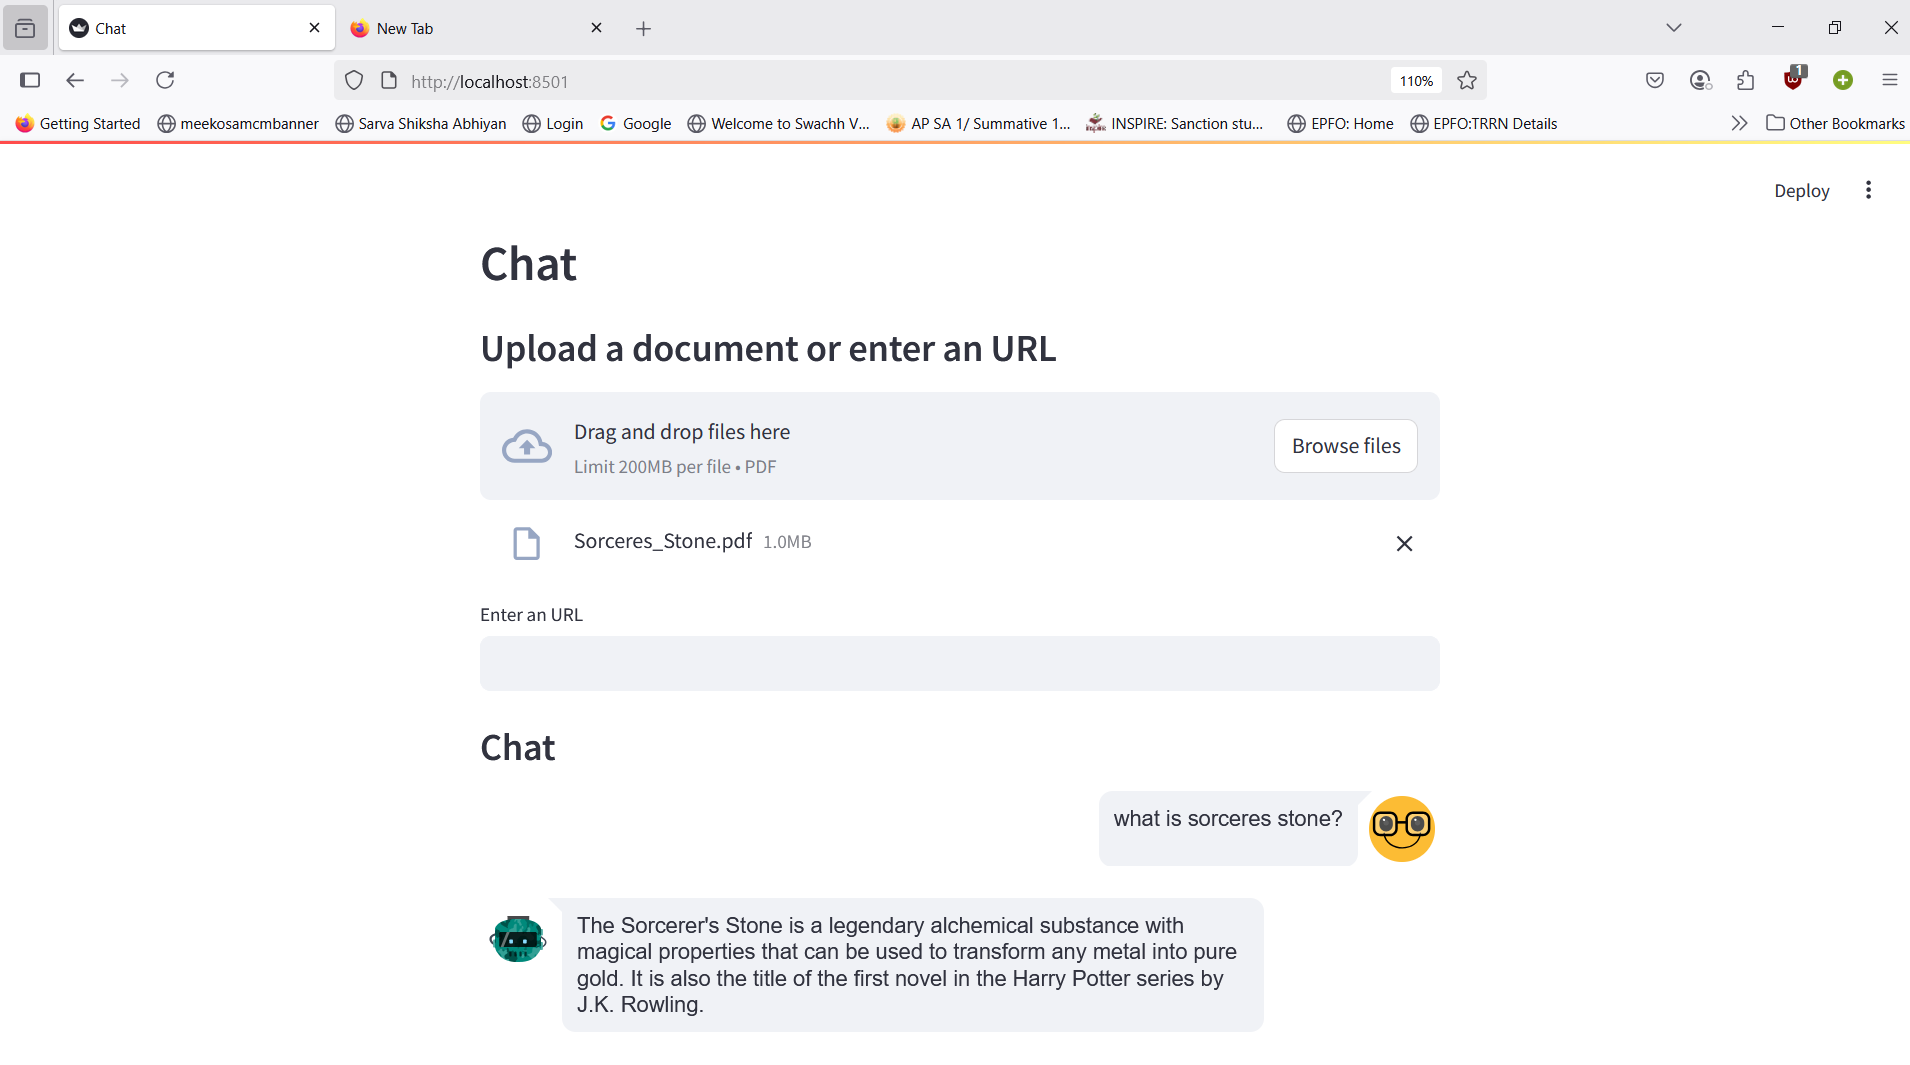 Chat
New Tab
http://localhost:8501
110%
1
Getting Started
meekosamcmbanner
Sarva Shiksha Abhiyan
Login
Google
Welcome to Swachh V...
AP SA 1/ Summative 1...
INSPIRE: Sanction stu...
EPFO: Home
EPFO:TRRN Details
Other Bookmarks
Deploy
Chat
Upload a document or enter an URL
Drag and drop files here
Limit 200MB per file • PDF
Browse files
Sorceres_Stone.pdf 1.0MB
Enter an URL
Chat
what is sorceres stone?
The Sorcerer's Stone is a legendary alchemical substance with
magical properties that can be used to transform any metal into pure
gold. It is also the title of the first novel in the Harry Potter series by
J.K. Rowling.